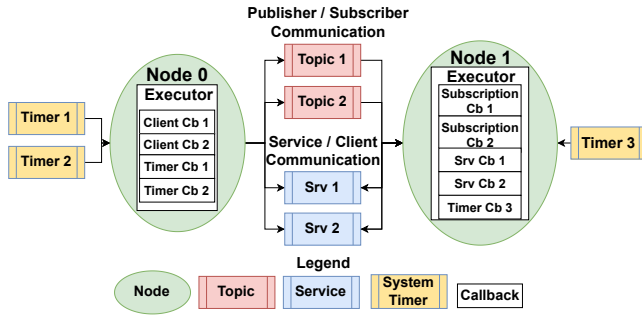 Publisher / Subscriber
Communication
Node 0
Executor
Client Cb 1
Client Cb 2
Timer Cb 1
Timer Cb 2
Timer 1
Timer 2
Topic 1
Topic 2
Service / Client
Communication
Srv 1
Srv 2
Node 1
Executor
Subscription
Cb 1
Subscription
Cb 2
Srv Cb 1
Srv Cb 2
Timer Cb 3
Timer 3
Legend
Node
Topic
Service
System
Timer
Callback